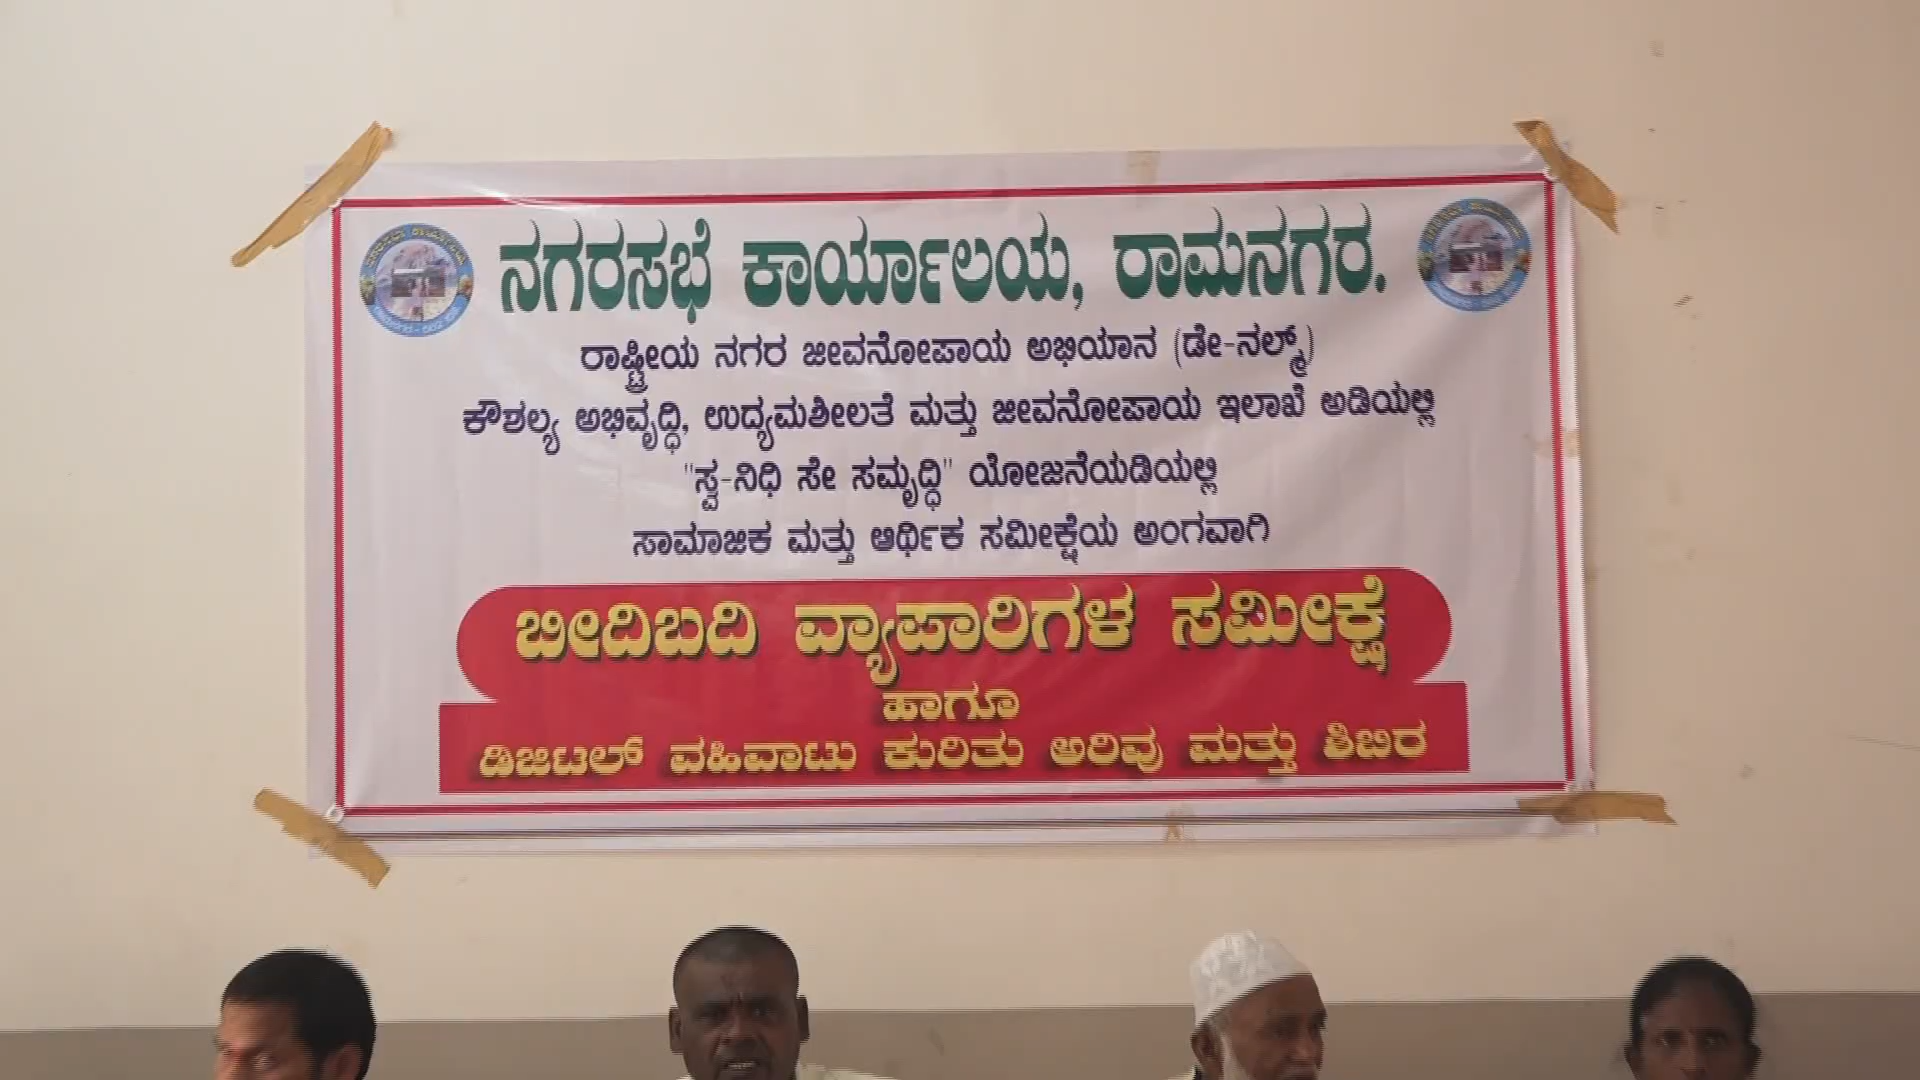 ನಗರಸಭೆ ಕಾರ್ಯಾಲಯ, ರಾಮನಗರ.
ರಾಷ್ಟ್ರೀಯ ನಗರ ಜೀವನೋಪಾಯ ಅಭಿಯಾನ (ಡೇ-ನಲ್ಮ್)
ಕೌಶಲ್ಯ ಅಭಿವೃದ್ಧಿ, ಉದ್ಯಮಶೀಲತೆ ಮತ್ತು ಜೀವನೋಪಾಯ ಇಲಾಖೆ ಅಡಿಯಲ್ಲಿ
"ಸ್ವ-ನಿಧಿ ಸೇ ಸಮೃದ್ಧಿ" ಯೋಜನೆಯಡಿಯಲ್ಲಿ
ಸಾಮಾಜಿಕ ಮತ್ತು ಆರ್ಥಿಕ ಸಮೀಕ್ಷೆಯ ಅಂಗವಾಗಿ
ಬೀದಿಬದಿ ವ್ಯಾಪಾರಿಗಳ ಸಮೀಕ್ಷೆ
ಹಾಗೂ
ಡಿಜಿಟಲ್ ವಹಿವಾಟು ಕುರಿತು ಅರಿವು ಮತ್ತು ಶಿಬಿರ